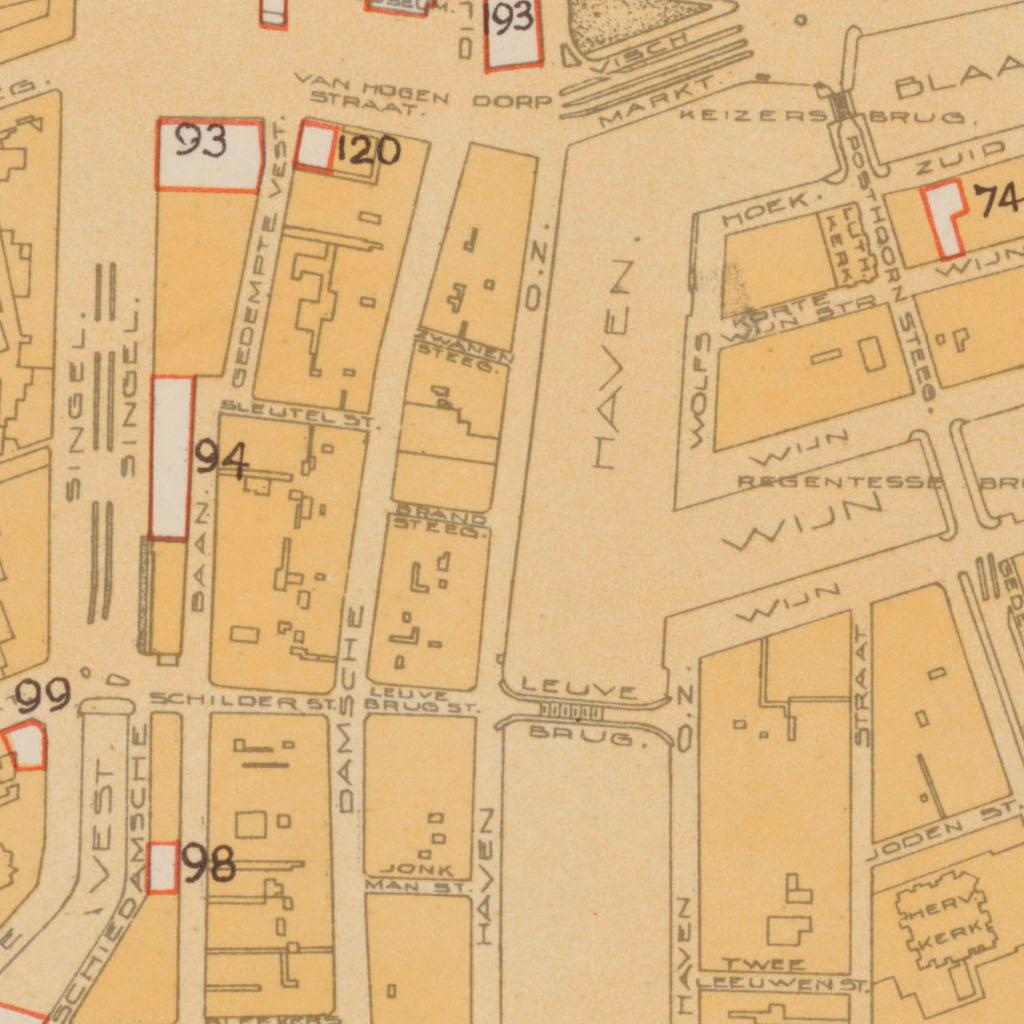 193
VISCH
MARKT.
VAN HOGEN
STRAAT.
DORP
BLAA
KEIZERS
BRUG.
93
120
ZUID
74
HOEK.
POSTHOORN STEEG.
LUTH.
KERK
WIJN
GEDEMPTE VEST.
O.Z.
HAVEN.
KORTE
WIJN STR
WOLFS
ZWANEN
STEEG.
SINGEL.
SINGEL.
SLEUTEL ST.
94
WIJN
REGENTESSE
BRANO
STEEG.
WIJN
BAAN.
WIJN
DAMSCHE
99
SCHILDER ST.
LEUVE
BRUG ST.
LEUVE
BRUG.
O.Z.
STRAAT
VEST.
SCHIEDAMSCHE
98
JONK
MAN ST.
HAVEN
HAVEN
JODEN ST.
HERV.
KERK
TWEE
LEEUWEN ST.